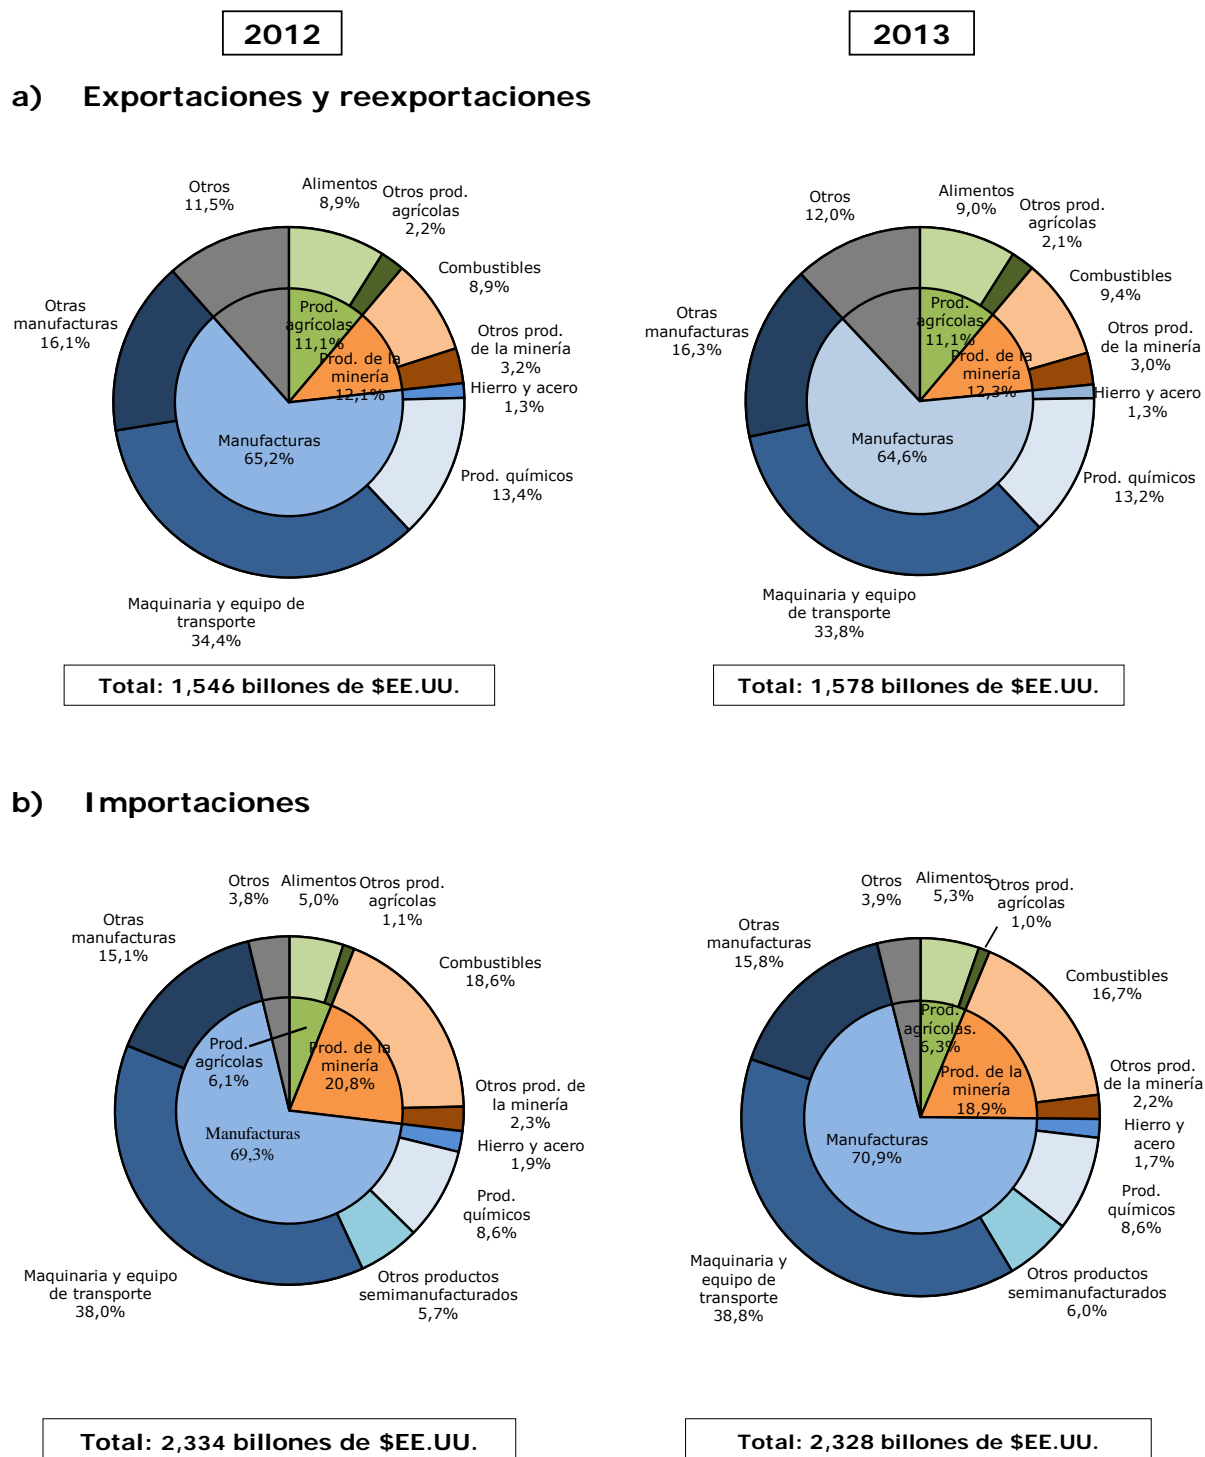 2012
2013
a) Exportaciones y reexportaciones
Otros
11,5%
Alimentos
8,9%
Otros prod.
agrícolas
2,2%
Combustibles
8,9%
Otros prod.
de la minería
3,2%
Hierro y acero
1,3%
Prod. químicos
13,4%
Maquinaria y equipo de
transporte
34,4%
Otras
manufacturas
16,1%
Prod.
agrícolas
11,1%
Prod. de la
minería
12,1%
Manufacturas
65,2%
Total: 1,546 billones de $EE.UU.
Otros
12,0%
Alimentos
9,0%
Otros prod.
agrícolas
2,1%
Combustibles
9,4%
Otros prod.
de la minería
3,0%
Hierro y acero
1,3%
Prod. químicos
13,2%
Maquinaria y equipo
de transporte
33,8%
Otras
manufacturas
16,3%
Prod.
agrícolas
11,1%
Prod. de la
minería
12,3%
Manufacturas
64,6%
Total: 1,578 billones de $EE.UU.
b) Importaciones
Otros
3,8%
Alimentos
5,0%
Otros prod.
agrícolas
1,1%
Combustibles
18,6%
Otros prod. de
la minería
2,3%
Hierro y acero
1,9%
Prod.
químicos
8,6%
Otros productos
semimanufacturados
5,7%
Maquinaria y equipo
de transporte
38,0%
Otras
manufacturas
15,1%
Prod.
agrícolas
6,1%
Prod. de la
minería
20,8%
Manufacturas
69,3%
Total: 2,334 billones de $EE.UU.
Otros
3,9%
Alimentos
5,3%
Otros prod.
agrícolas
1,0%
Combustibles
16,7%
Otros prod.
de la minería
2,2%
Hierro y
acero
1,7%
Prod.
químicos
8,6%
Otros productos
semimanufacturados
6,0%
Maquinaria y
equipo de
transporte
38,8%
Otras
manufacturas
15,8%
Prod.
agrícolas.
6,3%
Prod. de la
minería
18,9%
Manufacturas
70,9%
Total: 2,328 billones de $EE.UU.